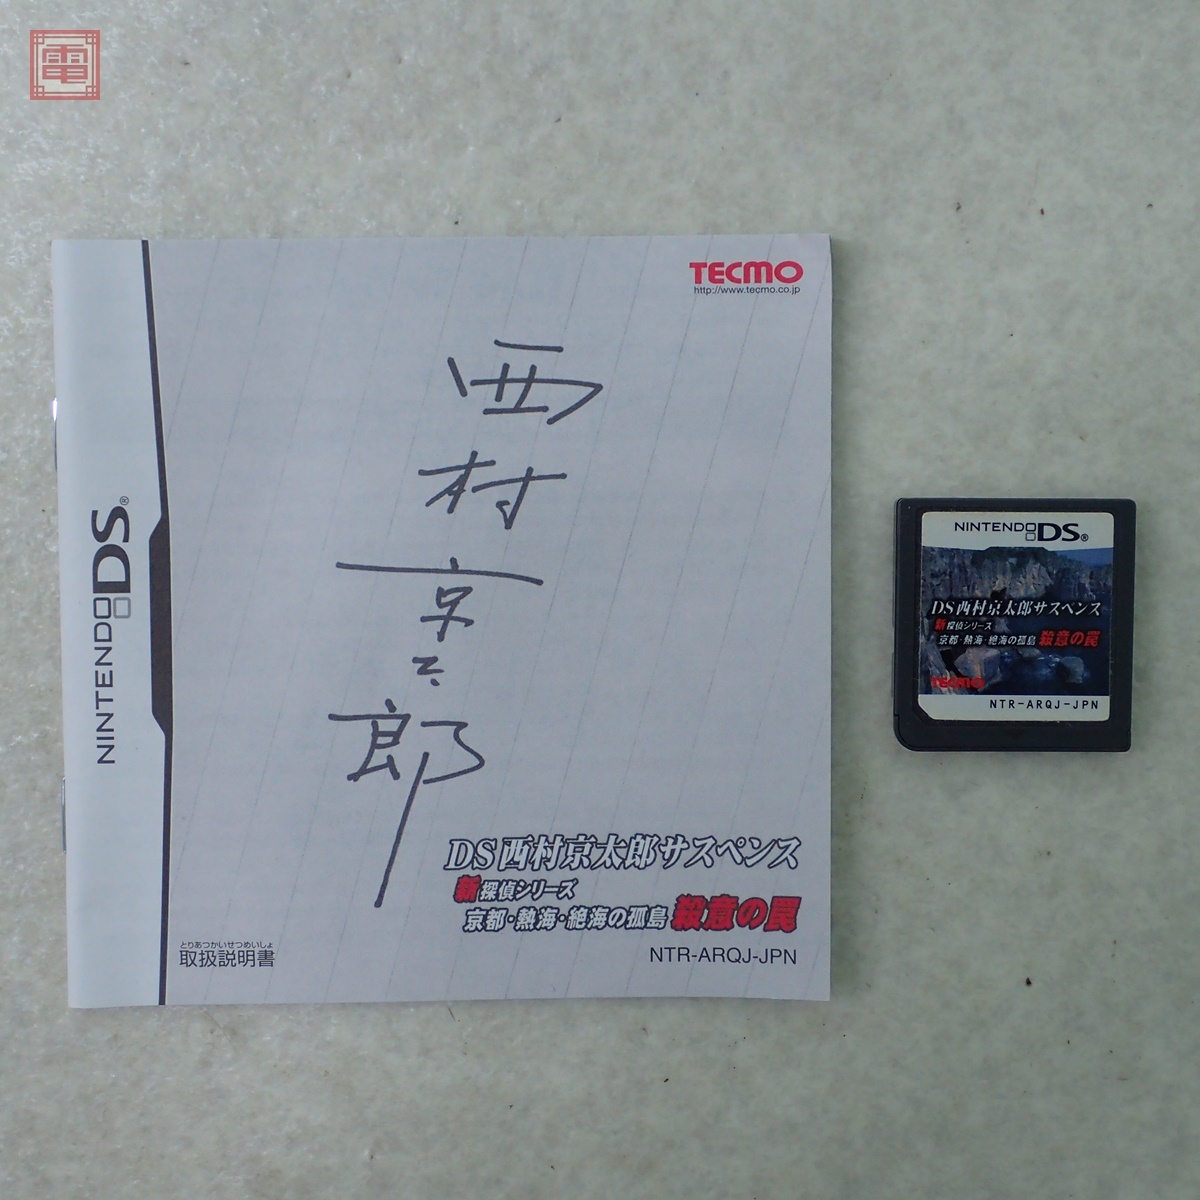 電
TECMO
http://www.tecmo.co.jp
西村京太郎
NINTENDO DS®
DS西村京太郎サスペンス
新探偵シリーズ
京都・熱海・絶海の孤島 殺意の罠
とりあつかいせつめいしょ
取扱説明書
NTR-ARQJ-JPN
NINTENDO DS®
DS西村京太郎サスペンス
新探偵シリーズ
京都・熱海・絶海の孤島 殺意の罠
TECMO
NTR-ARQJ-JPN